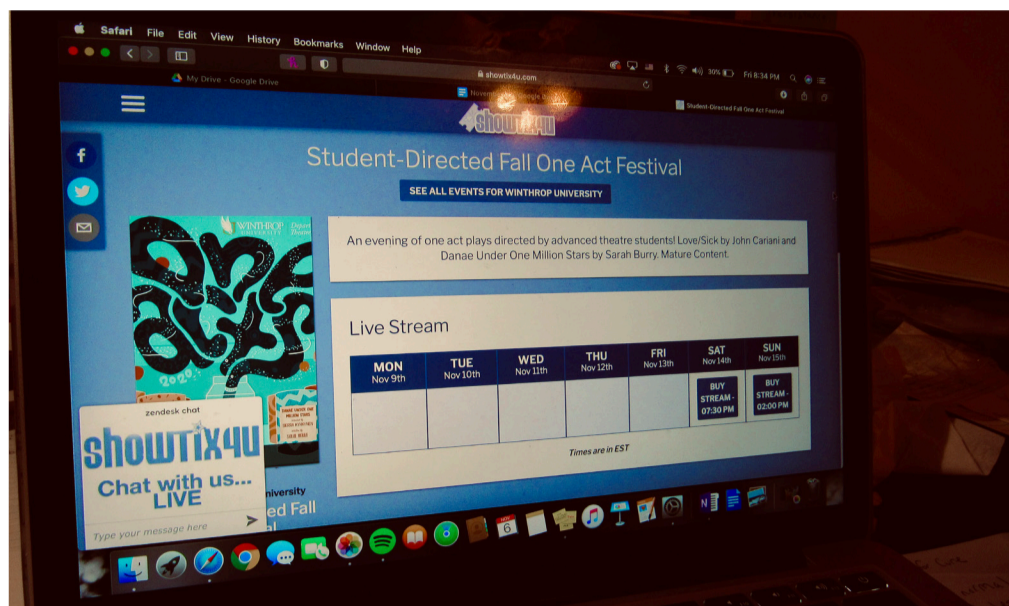 Safari File Edit View History Bookmarks Window Help
30% Fri 8:34 PM
showtix4u.com
My Drive - Google Drive
Student-Directed Fall One Act Festival
showtix4u
Student-Directed Fall One Act Festival
SEE ALL EVENTS FOR WINTHROP UNIVERSITY
WINTHROP
UNIVERSITY
2020
An evening of one act plays directed by advanced theatre students! Love/Sick by John Cariani and
Danae Under One Million Stars by Sarah Burry. Mature Content.
Live Stream
MON TUE WED THU FRI SAT SUN
Nov 9th Nov 10th Nov 11th Nov 12th Nov 13th Nov 14th Nov 15th
BUY STREAM - 07:30 PM
BUY STREAM - 02:00 PM
Times are in EST
zendesk chat
showtix4u
Chat with us...
LIVE
Type your message here
niversity
ed Fall
al
NOV
6